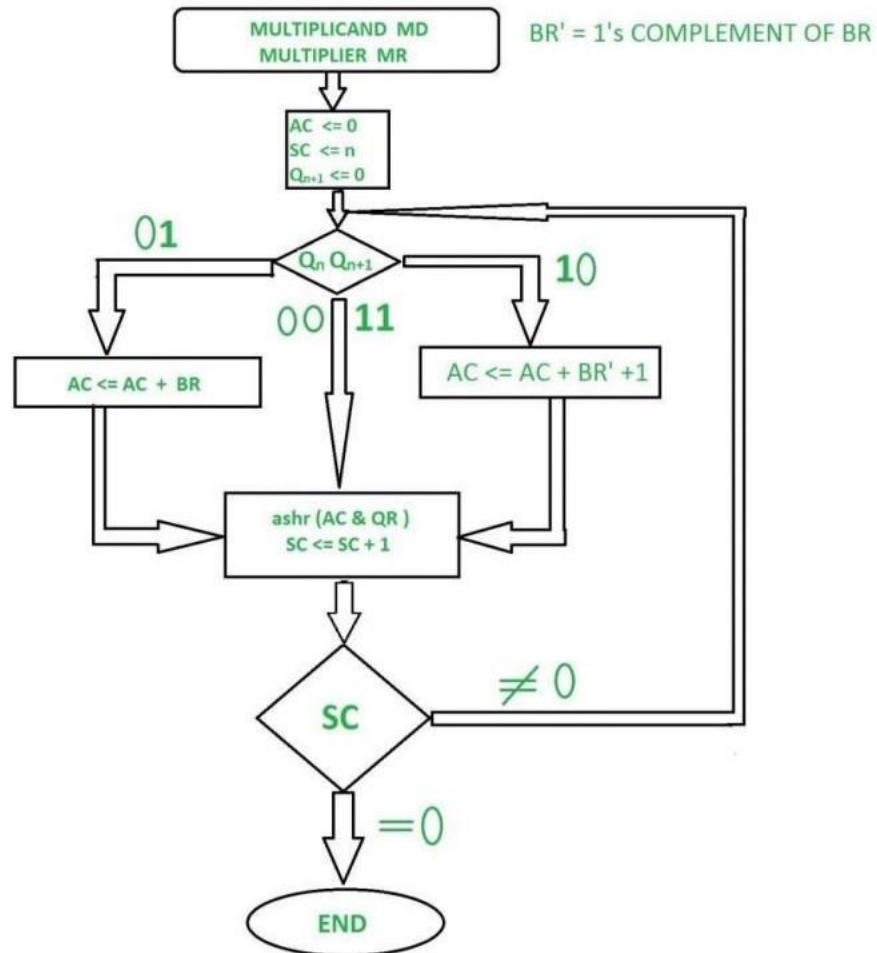 MULTIPLICAND MD
MULTIPLIER MR
BR' = 1's COMPLEMENT OF BR
AC <= 0
SC <= n
Qₙ₊₁ <= 0
01
Qₙ Qₙ₊₁
10
00 11
AC <= AC + BR
AC <= AC + BR' +1
ashr (AC & QR )
SC <= SC + 1
SC
≠ 0
=0
END